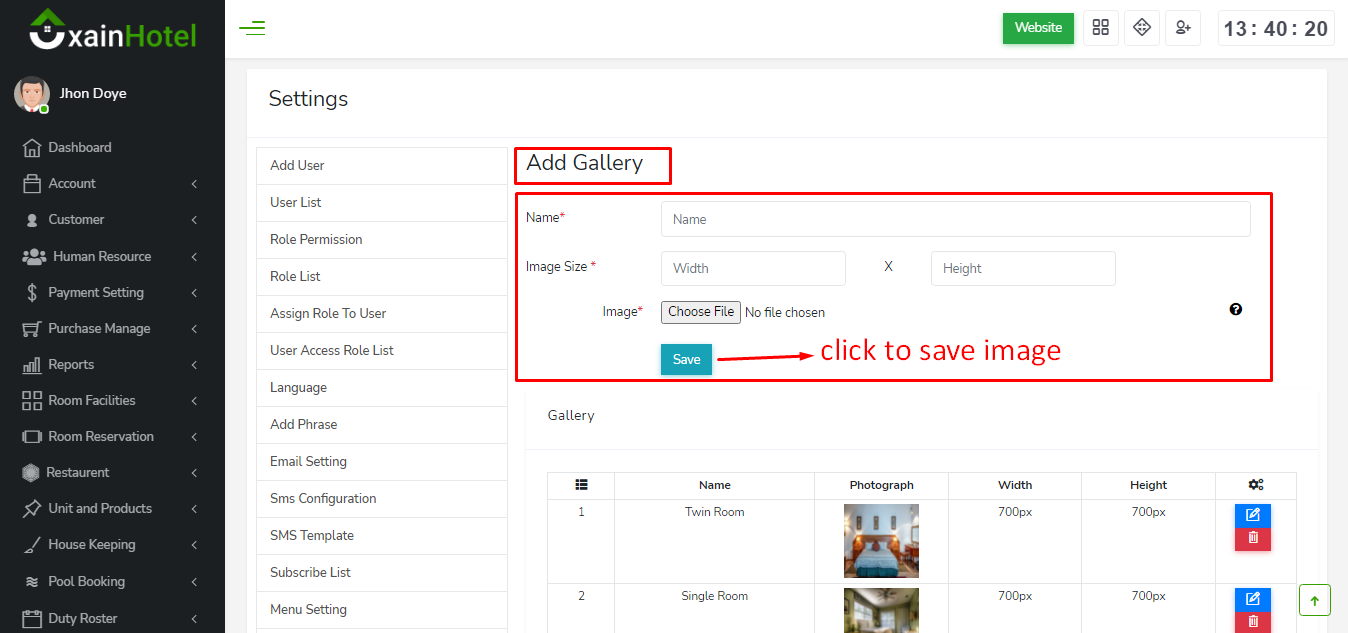 xainHotel
Website
13:40:20
Jhon Doye
Dashboard
Account
Customer
Human Resource
Payment Setting
Purchase Manage
Reports
Room Facilities
Room Reservation
Restaurent
Unit and Products
House Keeping
Pool Booking
Duty Roster
Settings
Add User
User List
Role Permission
Role List
Assign Role To User
User Access Role List
Language
Add Phrase
Email Setting
Sms Configuration
SMS Template
Subscribe List
Menu Setting
Add Gallery
Name* Name
Image Size * Width X Height
Image* Choose File No file chosen
Save click to save image
Gallery
Name Photograph Width Height
1 Twin Room 700px 700px
2 Single Room 700px 700px